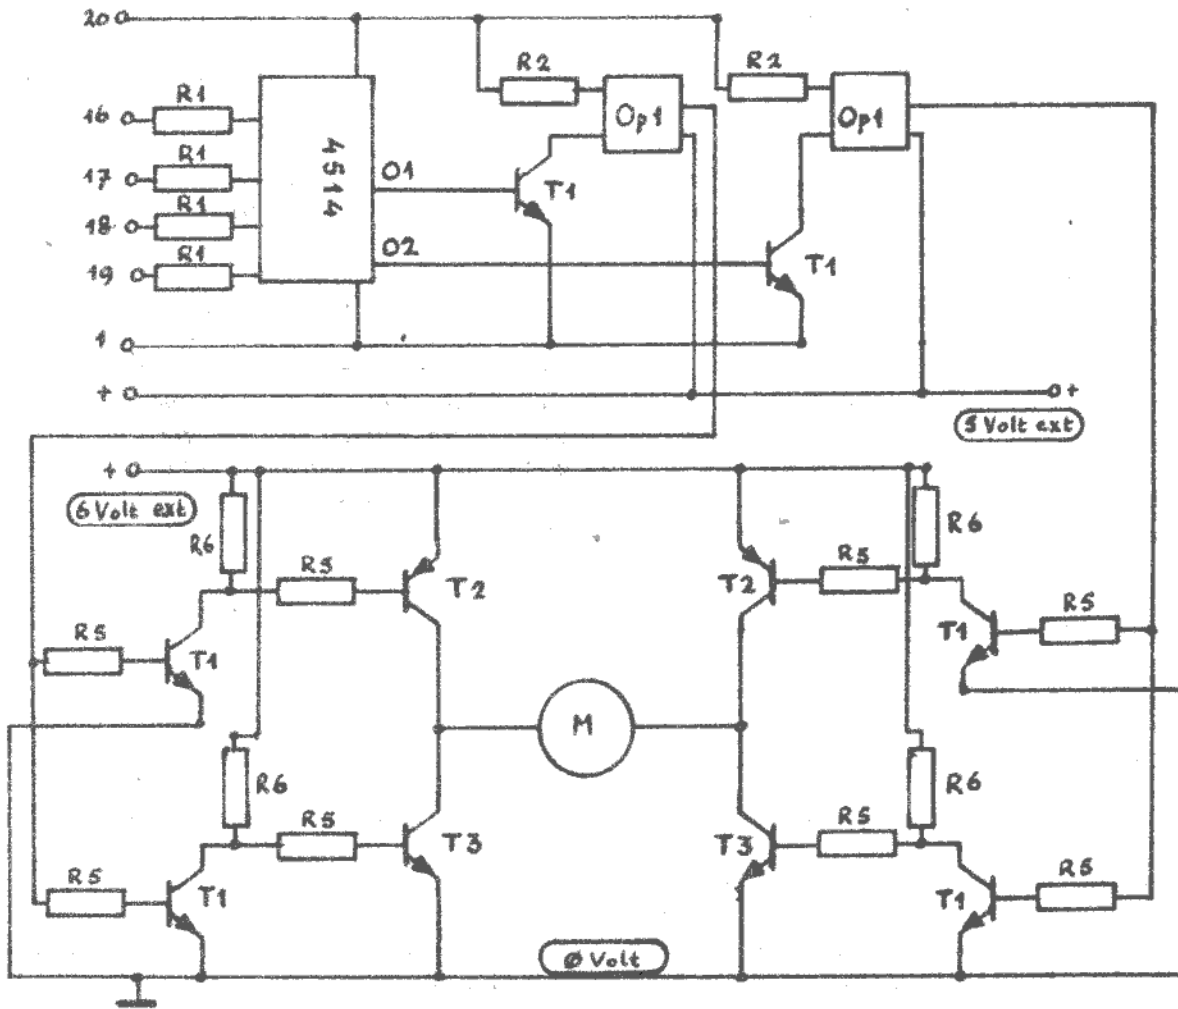 20
R2
R2
16
R1
Op1
Op1
17
R1
4514
O1
T1
18
R1
O2
T1
19
R1
1
+
+
5 Volt ext
+
6 Volt ext
R6
R6
R5
T2
T2
R5
R5
T1
T1
R5
M
R6
R6
R5
T3
T3
R5
R5
T1
T1
R5
Ø Volt